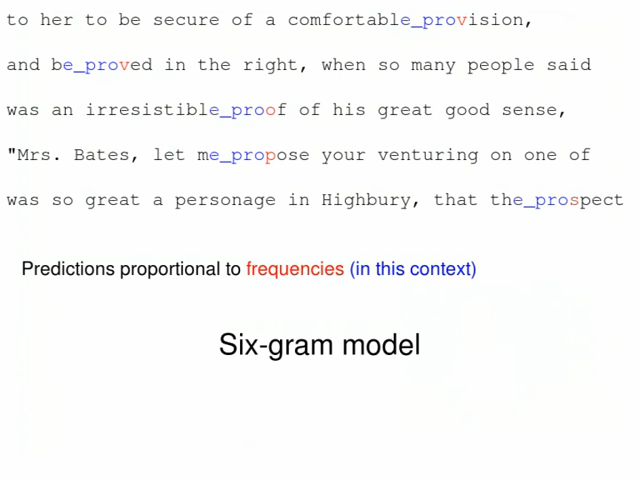 to her to be secure of a comfortable_provision,
and be_proved in the right, when so many people said
was an irresistible_proof of his great good sense,
"Mrs. Bates, let me_propose your venturing on one of
was so great a personage in Highbury, that the_prospect
Predictions proportional to frequencies (in this context)
Six-gram model